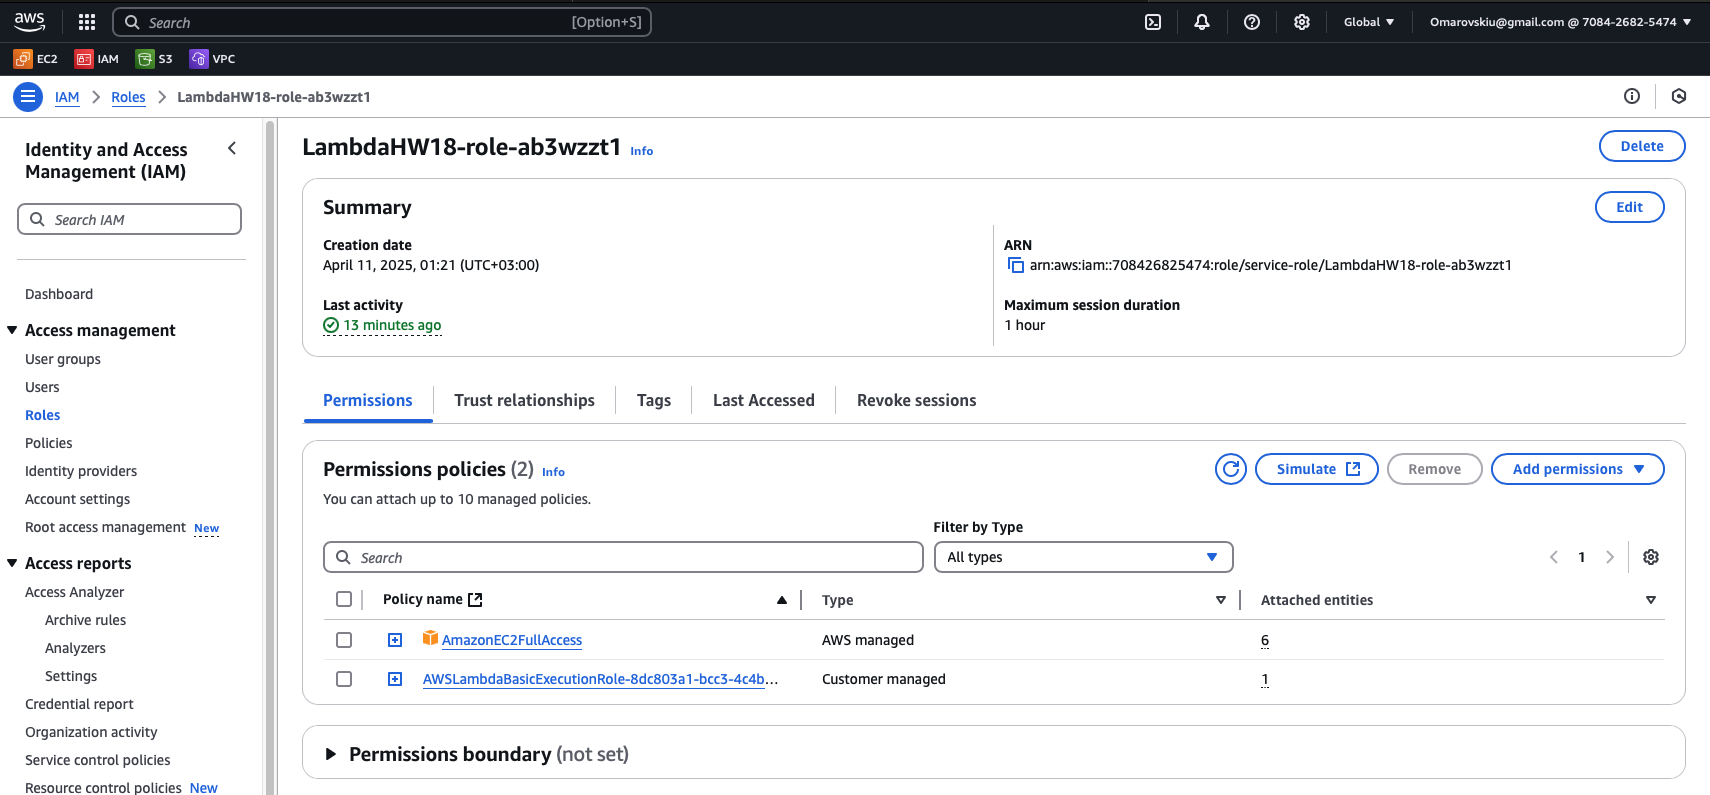 aws
Search [Option+S]
Global
Omarovskiu@gmail.com @ 7084-2682-5474
EC2 IAM S3 VPC
IAM Roles LambdaHW18-role-ab3wzzt1
Identity and Access
Management (IAM)
Search IAM
Dashboard
Access management
User groups
Users
Roles
Policies
Identity providers
Account settings
Root access management New
Access reports
Access Analyzer
Archive rules
Analyzers
Settings
Credential report
Organization activity
Service control policies
Resource control policies New
LambdaHW18-role-ab3wzzt1 Info
Delete
Summary
Edit
Creation date
April 11, 2025, 01:21 (UTC+03:00)
Last activity
13 minutes ago
ARN
arn:aws:iam::708426825474:role/service-role/LambdaHW18-role-ab3wzzt1
Maximum session duration
1 hour
Permissions Trust relationships Tags Last Accessed Revoke sessions
Permissions policies (2) Info
Simulate Remove Add permissions
You can attach up to 10 managed policies.
Filter by Type
Search
All types
1
Policy name Type Attached entities
AmazonEC2FullAccess AWS managed 6
AWSLambdaBasicExecutionRole-8dc803a1-bcc3-4c4b... Customer managed 1
Permissions boundary (not set)